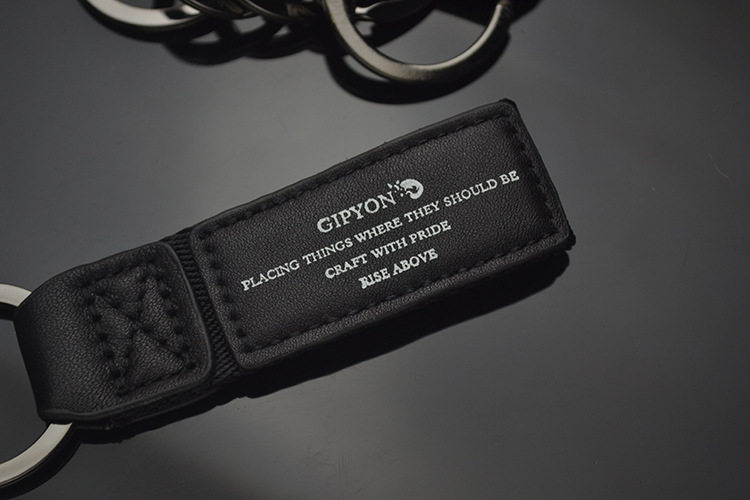 GIPYON
PLACING THINGS WHERE THEY SHOULD BE
CRAFT WITH PRIDE
RISE ABOVE